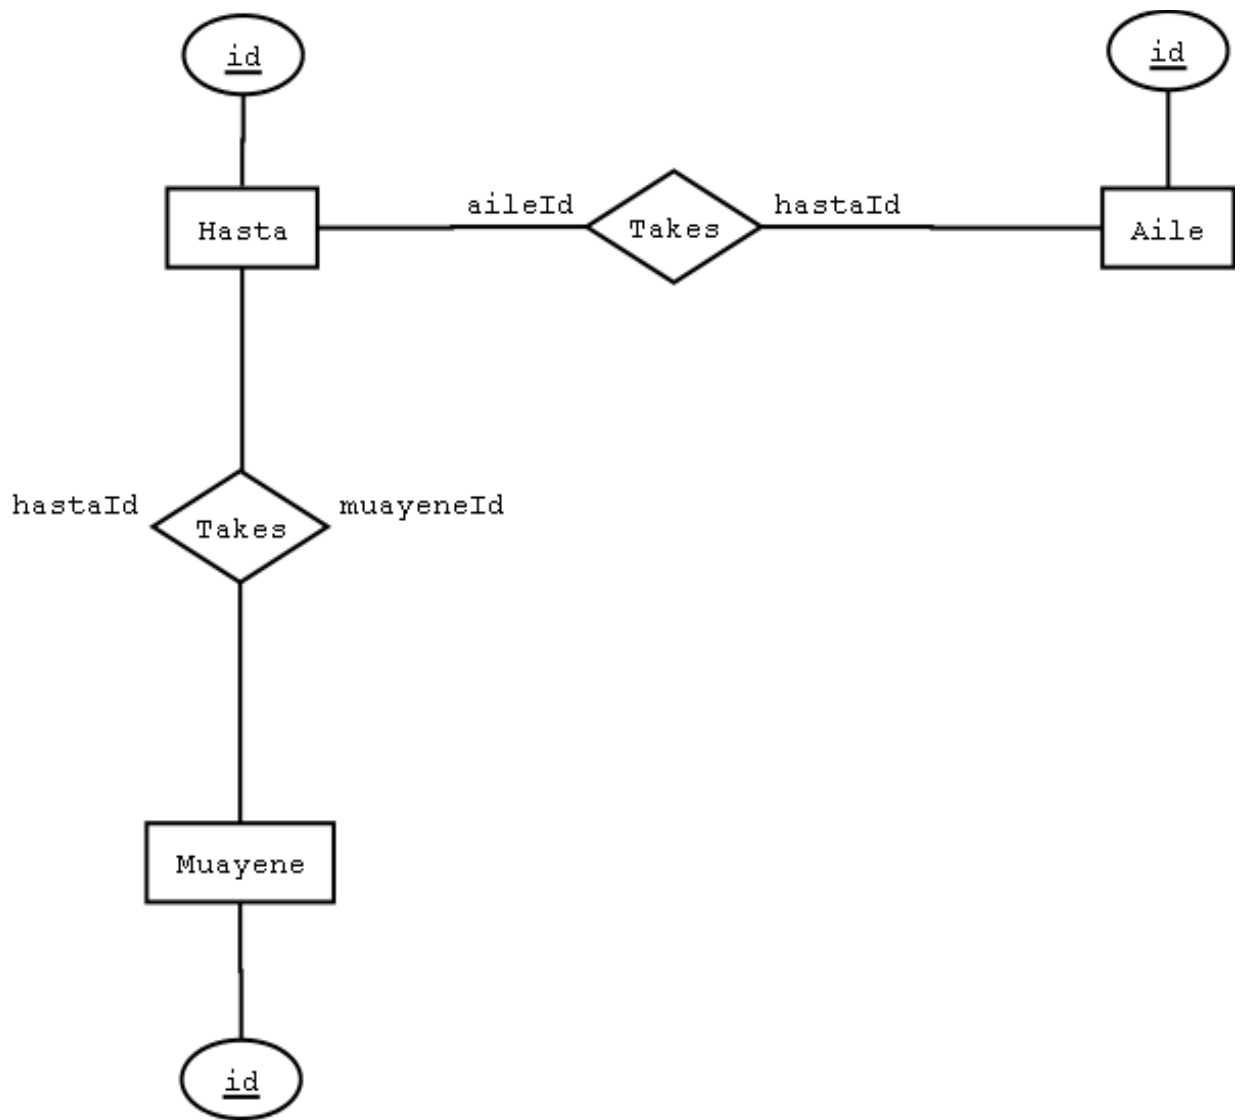 id
id
Hasta
aileId
Takes
hastaId
Aile
hastaId
Takes
muayeneId
Muayene
id